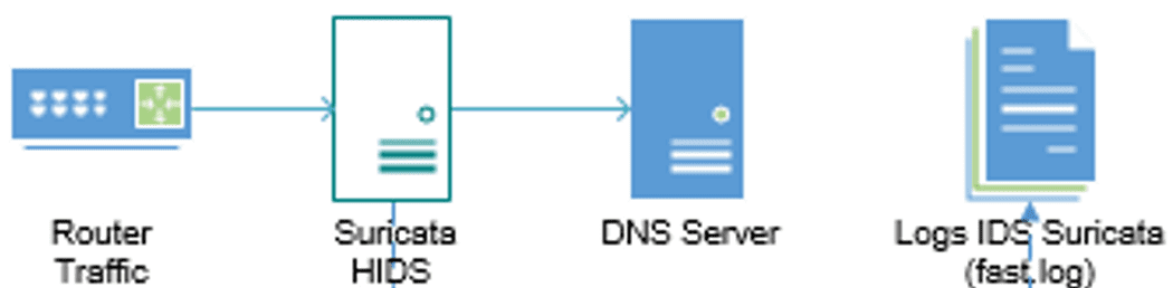 Router
Traffic
Suricata
HIDS
DNS Server
Logs IDS Suricata
(fast.log)